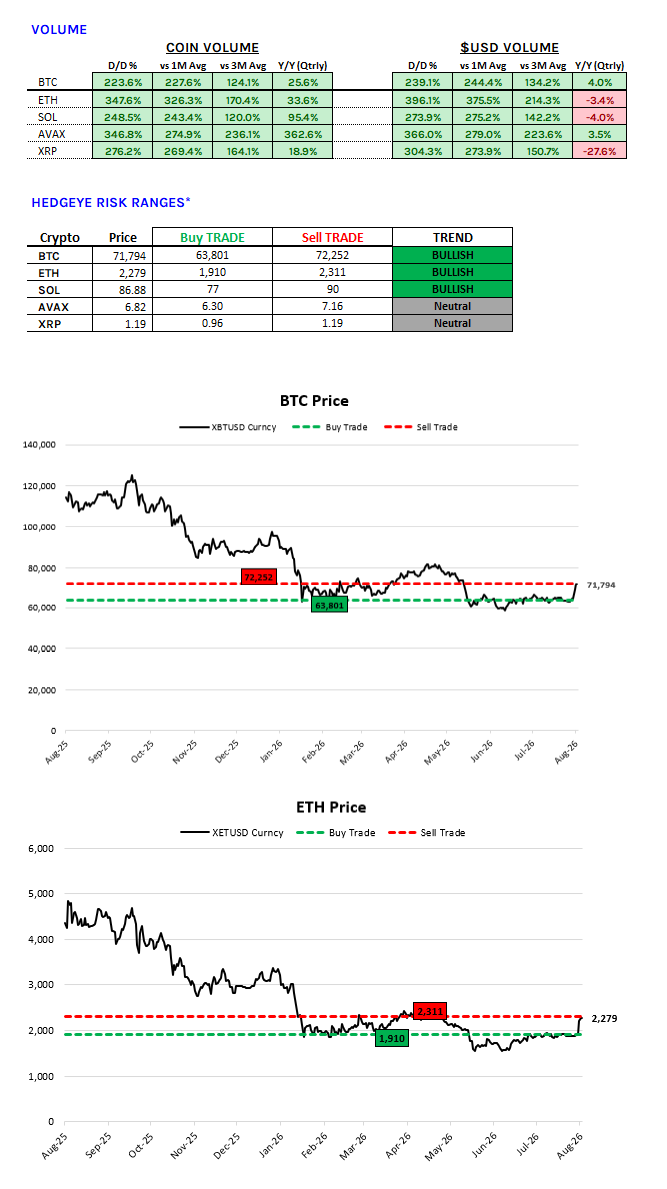 VOLUME
COIN VOLUME $USD VOLUME
D/D % vs 1M Avg vs 3M Avg Y/Y (Qtrly) D/D % vs 1M Avg vs 3M Avg Y/Y (Qtrly)
BTC 223.6% 227.6% 124.1% 25.6% 239.1% 244.4% 134.2% 4.0%
ETH 347.6% 326.3% 170.4% 33.6% 396.1% 375.5% 214.3% -3.4%
SOL 248.5% 243.4% 120.0% 95.4% 273.9% 275.2% 142.2% -4.0%
AVAX 346.8% 274.9% 236.1% 362.6% 366.0% 279.0% 223.6% 3.5%
XRP 276.2% 269.4% 164.1% 18.9% 304.3% 273.9% 150.7% -27.6%
HEDGEYE RISK RANGES*
Crypto Price Buy TRADE Sell TRADE TREND
BTC 71,794 63,801 72,252 BULLISH
ETH 2,279 1,910 2,311 BULLISH
SOL 86.88 77 90 BULLISH
AVAX 6.82 6.30 7.16 Neutral
XRP 1.19 0.96 1.19 Neutral
BTC Price
XBTUSD Curncy Buy Trade Sell Trade
140,000
120,000
100,000
80,000
72,252
71,794
63,801
60,000
40,000
20,000
0
Aug-25 Sep-25 Oct-25 Nov-25 Dec-25 Jan-26 Feb-26 Mar-26 Apr-26 May-26 Jun-26 Jul-26 Aug-26
ETH Price
XETUSD Curncy Buy Trade Sell Trade
6,000
5,000
4,000
3,000
2,311
2,279
2,000
1,910
1,000
0
Aug-25 Sep-25 Oct-25 Nov-25 Dec-25 Jan-26 Feb-26 Mar-26 Apr-26 May-26 Jun-26 Jul-26 Aug-26